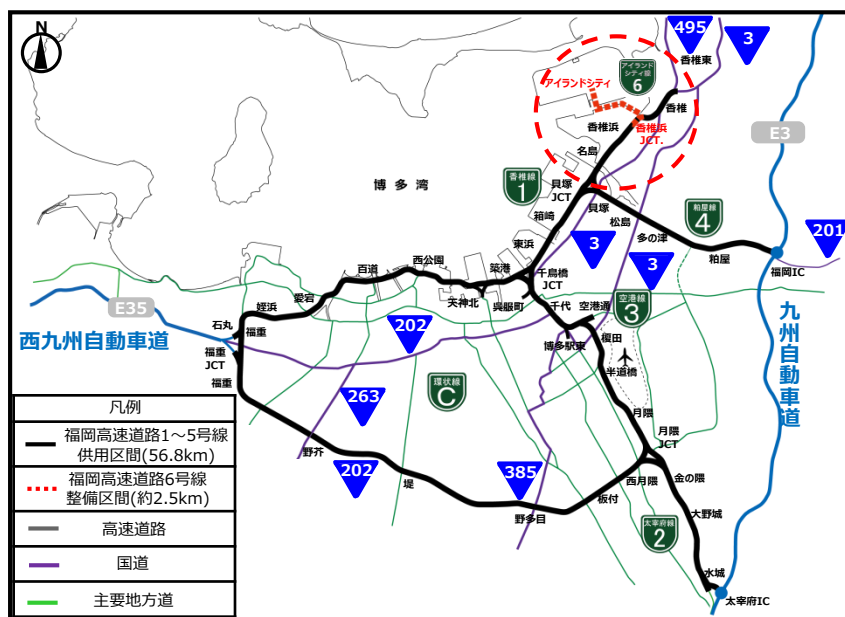 N
495
3
香椎東
アイランド
シティ線
6
アイランドシティ
香椎
香椎浜
香椎浜
JCT.
E3
名島
博多湾
香椎線
1
貝塚
JCT
貝塚
箱崎
松島
粕屋線
4
201
多の津
粕屋
福岡IC
東浜
3
3
西公園
築港
百道
千鳥橋
JCT
愛宕
天神北
呉服町
千代
空港通
空港線
3
姪浜
E35
石丸
福重
西九州自動車道
202
榎田
博多駅東
半道橋
九州自動車道
福重
JCT
福重
環状線
C
263
月隈
月隈
JCT
野芥
202
堤
385
西月隈
金の隈
板付
野多目
大野城
太宰府線
2
水城
太宰府IC
凡例
福岡高速道路1～5号線
供用区間(56.8km)
福岡高速道路6号線
整備区間(約2.5km)
高速道路
国道
主要地方道